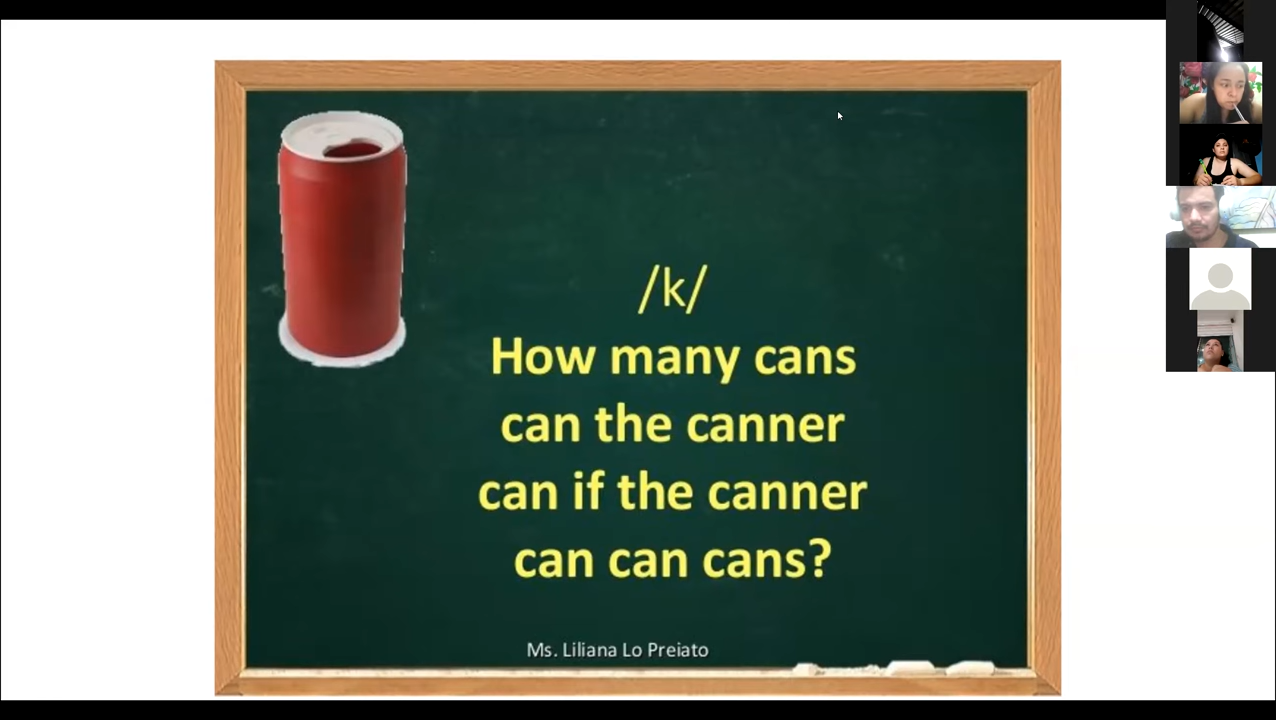 /k/
How many cans
can the canner
can if the canner
can can cans?
Ms. Liliana Lo Preiato